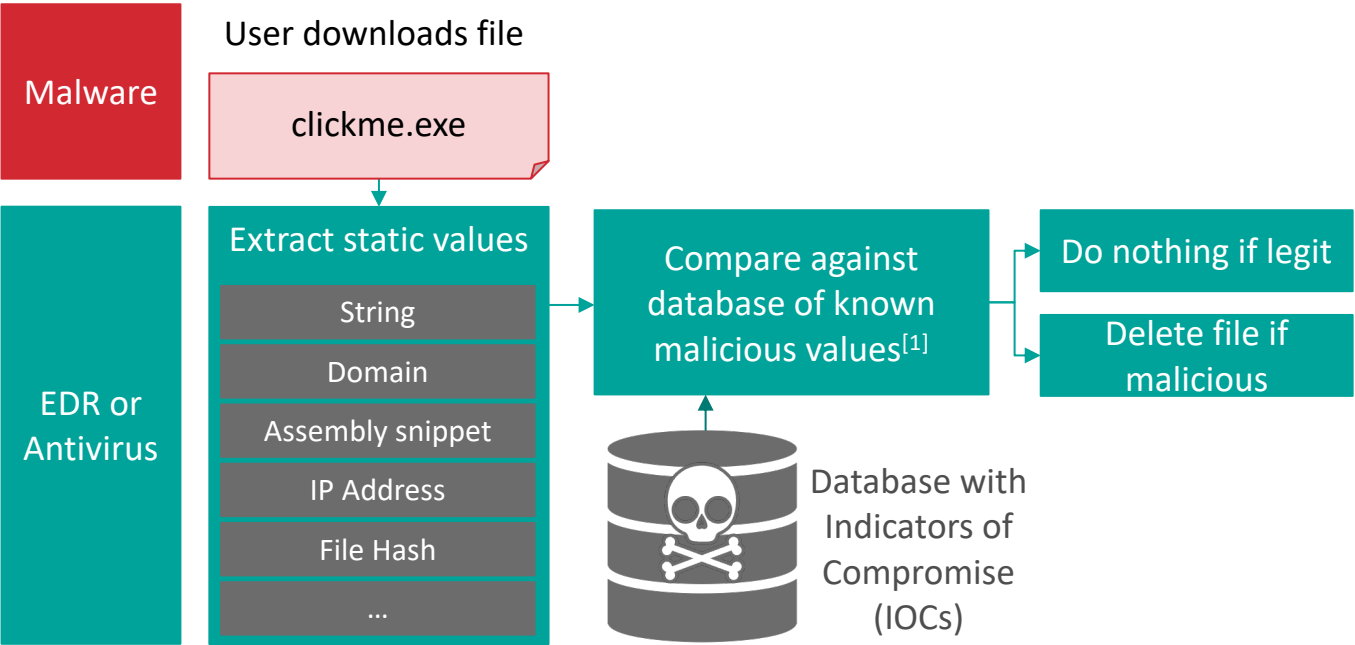 User downloads file
Malware
clickme.exe
EDR or
Antivirus
Extract static values
String
Domain
Assembly snippet
IP Address
File Hash
...
Compare against
database of known
malicious values[1]
Database with
Indicators of
Compromise
(IOCs)
Do nothing if legit
Delete file if
malicious